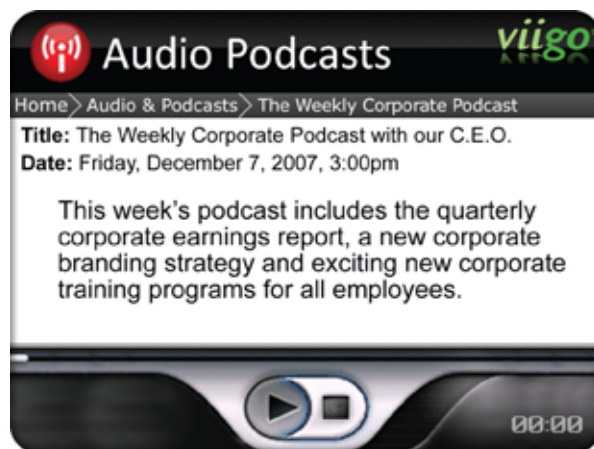 Audio Podcasts
viigo
Home > Audio & Podcasts > The Weekly Corporate Podcast
Title: The Weekly Corporate Podcast with our C.E.O.
Date: Friday, December 7, 2007, 3:00pm
This week's podcast includes the quarterly
corporate earnings report, a new corporate
branding strategy and exciting new corporate
training programs for all employees.
00:00